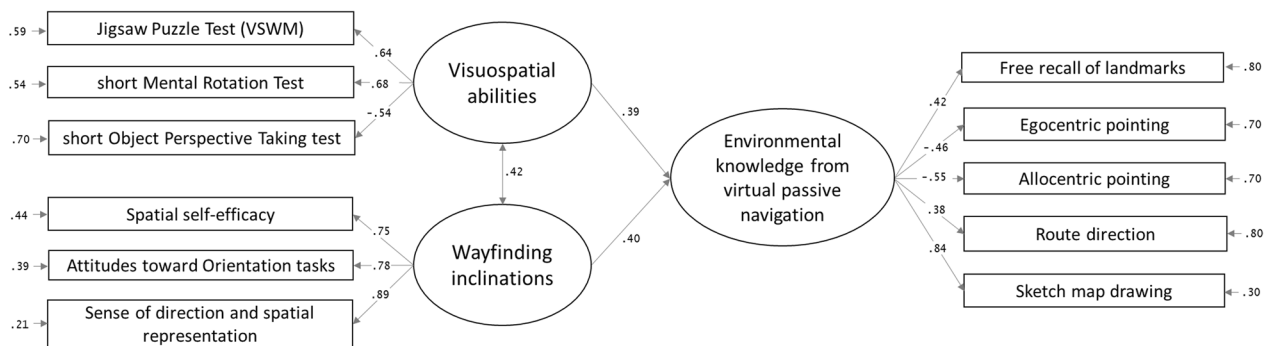 .59
Jigsaw Puzzle Test (VSWM)
.64
.54
short Mental Rotation Test
.68
.70
short Object Perspective Taking test
-.54
Visuospatial
abilities
.42
.44
Spatial self-efficacy
.75
.39
Attitudes toward Orientation tasks
.78
.21
Sense of direction and spatial
representation
.89
Wayfinding
inclinations
.39
.40
Environmental
knowledge from
virtual passive
navigation
.42
Free recall of landmarks
.80
-.46
Egocentric pointing
.70
-.55
Allocentric pointing
.70
.38
Route direction
.80
.84
Sketch map drawing
.30